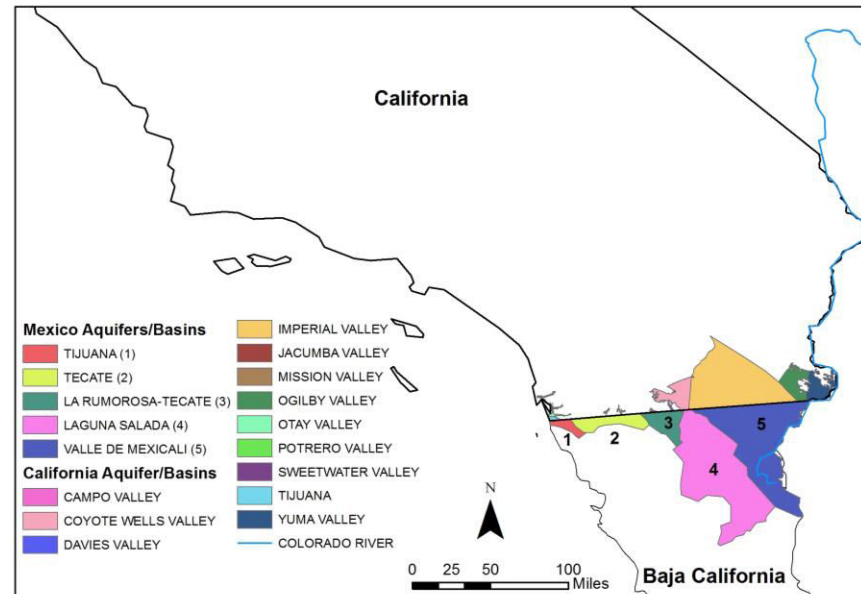 California
Mexico Aquifers/Basins
TIJUANA (1)
TECATE (2)
LA RUMOROSA-TECATE (3)
LAGUNA SALADA (4)
VALLE DE MEXICALI (5)
California Aquifer/Basins
CAMPO VALLEY
COYOTE WELLS VALLEY
DAVIES VALLEY
IMPERIAL VALLEY
JACUMBA VALLEY
MISSION VALLEY
OGILBY VALLEY
OTAY VALLEY
POTRERO VALLEY
SWEETWATER VALLEY
TIJUANA
YUMA VALLEY
COLORADO RIVER
1
2
3
4
5
N
0 25 50 100
Miles
Baja California